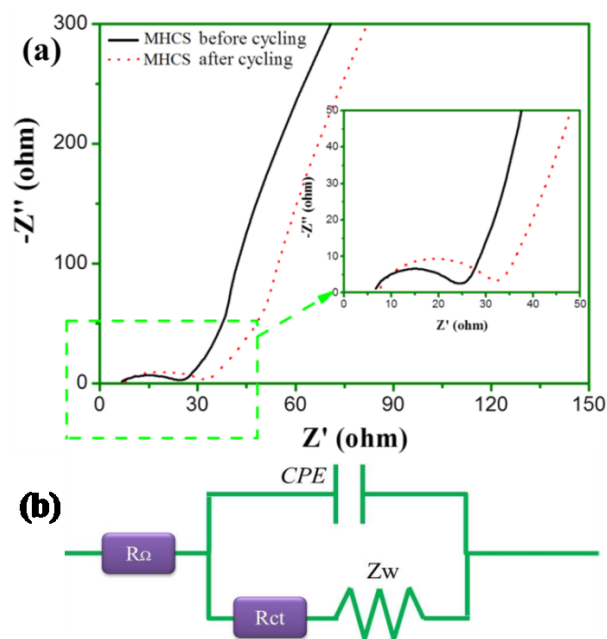 (a)
MHCS before cycling
MHCS after cycling
300
200
100
0
-Z'' (ohm)
0 30 60 90 120 150
Z' (ohm)
50
40
30
20
10
0
-Z'' (ohm)
0 10 20 30 40 50
Z' (ohm)
(b)
CPE
RΩ
Rct
Zw